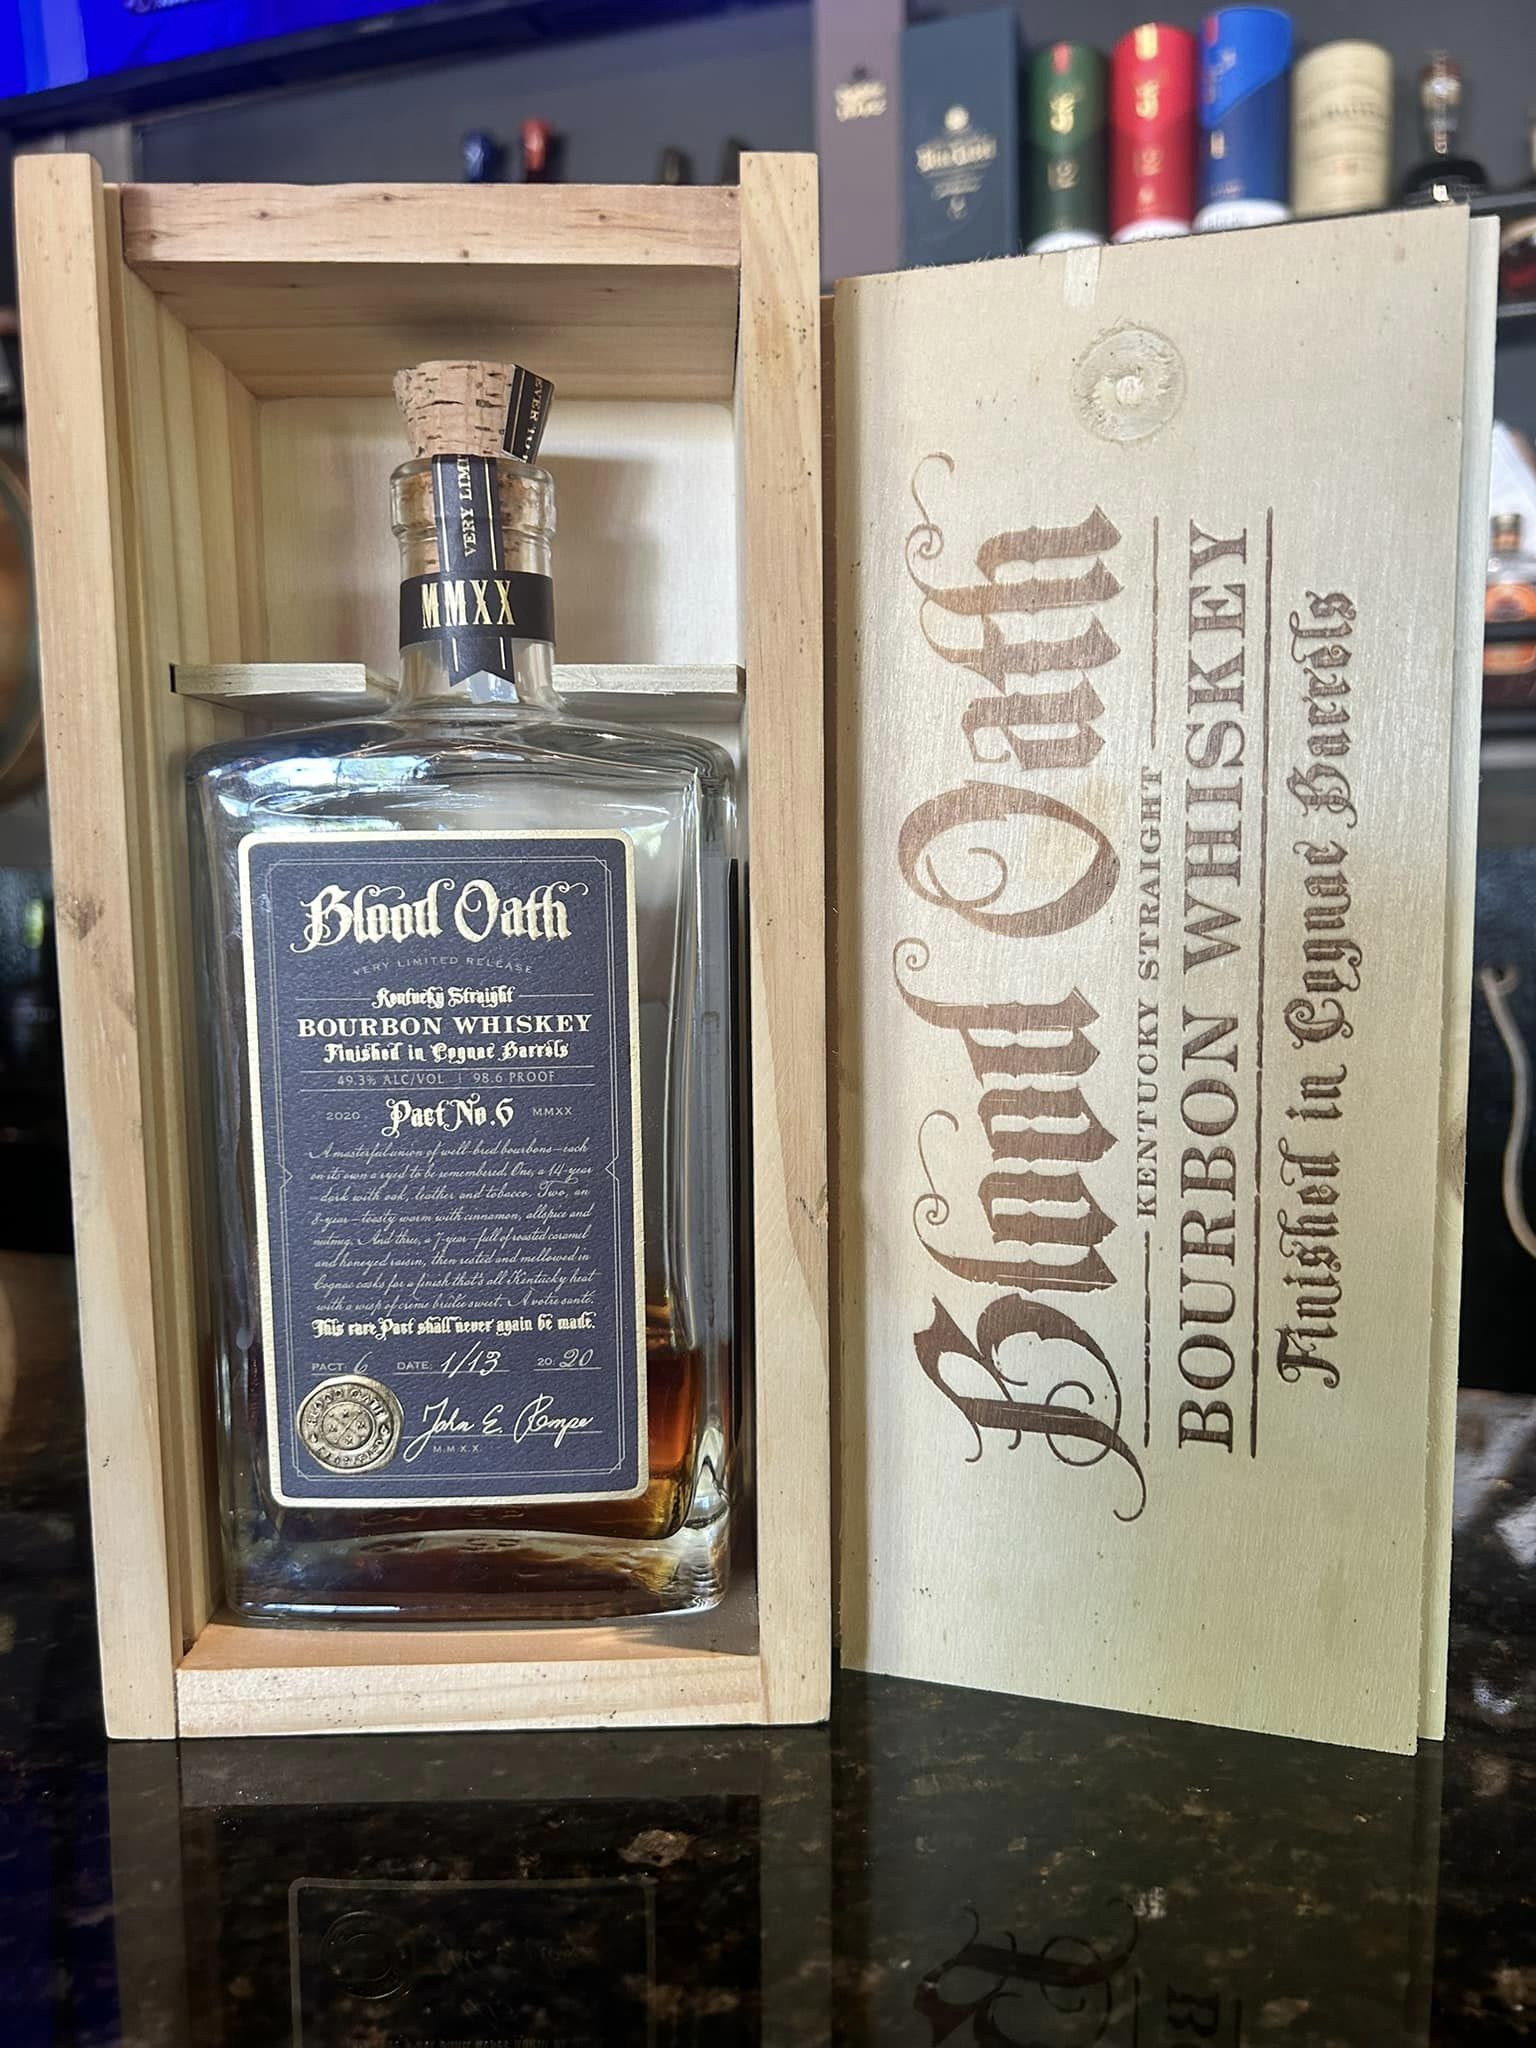 VERY LIMI
MMXX
Blood Oath
VERY LIMITED RELEASE
Kentucky Straight
BOURBON WHISKEY
Finished in Cognac Barrels
49.3% ALC/VOL | 98.6 PROOF
2020 Pact No.6 MMXX
A masterful union of well-bred bourbons—each
on its own a ryed to be remembered. One, a 14-year
—dark with oak, leather and tobacco. Two, an
8-year—toasty warm with cinnamon, allspice and
nutmeg. And three, a 7-year—full of roasted caramel
and honeyed raisin, then rested and mellowed in
Cognac casks for a finish that's all Kentucky heat
with a wisp of crème brûlée sweet. A votre santé.
This rare Pact shall never again be made.
PACT: 6 DATE: 1/13 20: 20
BLOOD OATH
John E. Rempe
MMXX
Blood Oath
KENTUCKY STRAIGHT
BOURBON WHISKEY
Finished in Cognac Barrels
12
12